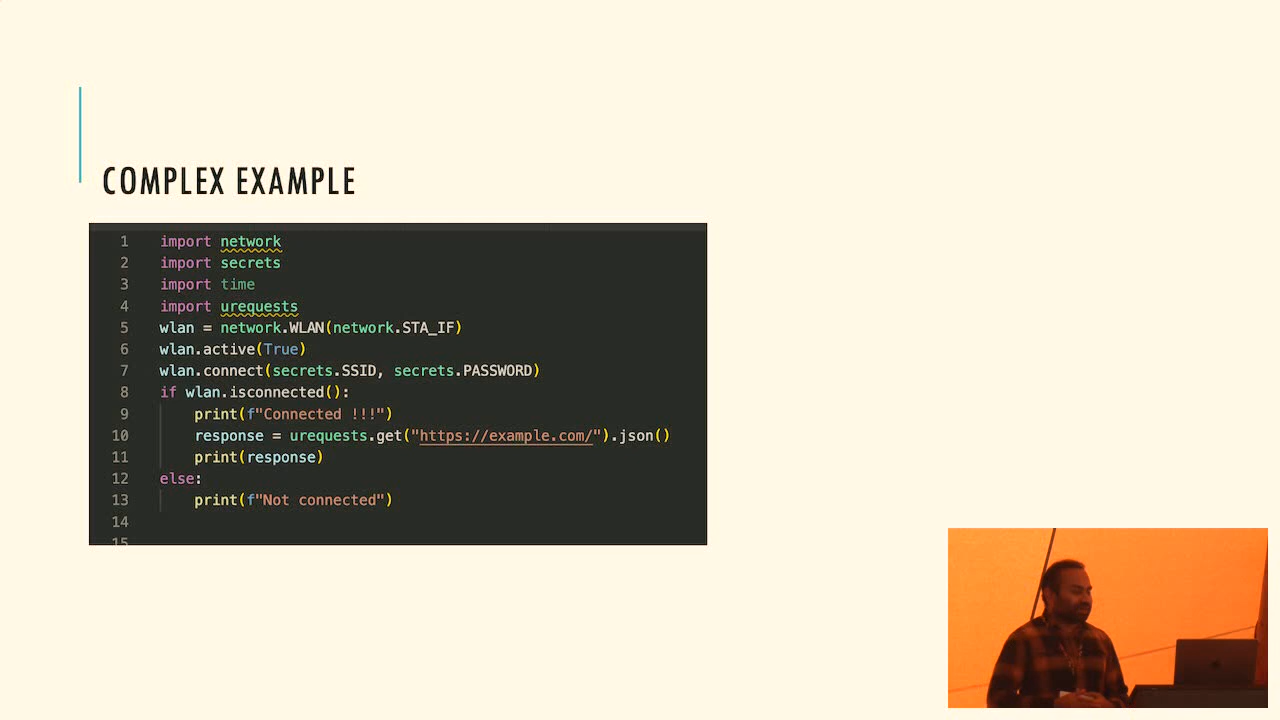 COMPLEX EXAMPLE
1 import network
2 import secrets
3 import time
4 import urequests
5 wlan = network.WLAN(network.STA_IF)
6 wlan.active(True)
7 wlan.connect(secrets.SSID, secrets.PASSWORD)
8 if wlan.isconnected():
9     print(f"Connected !!!")
10     response = urequests.get("https://example.com/").json()
11     print(response)
12 else:
13     print(f"Not connected")
14
15